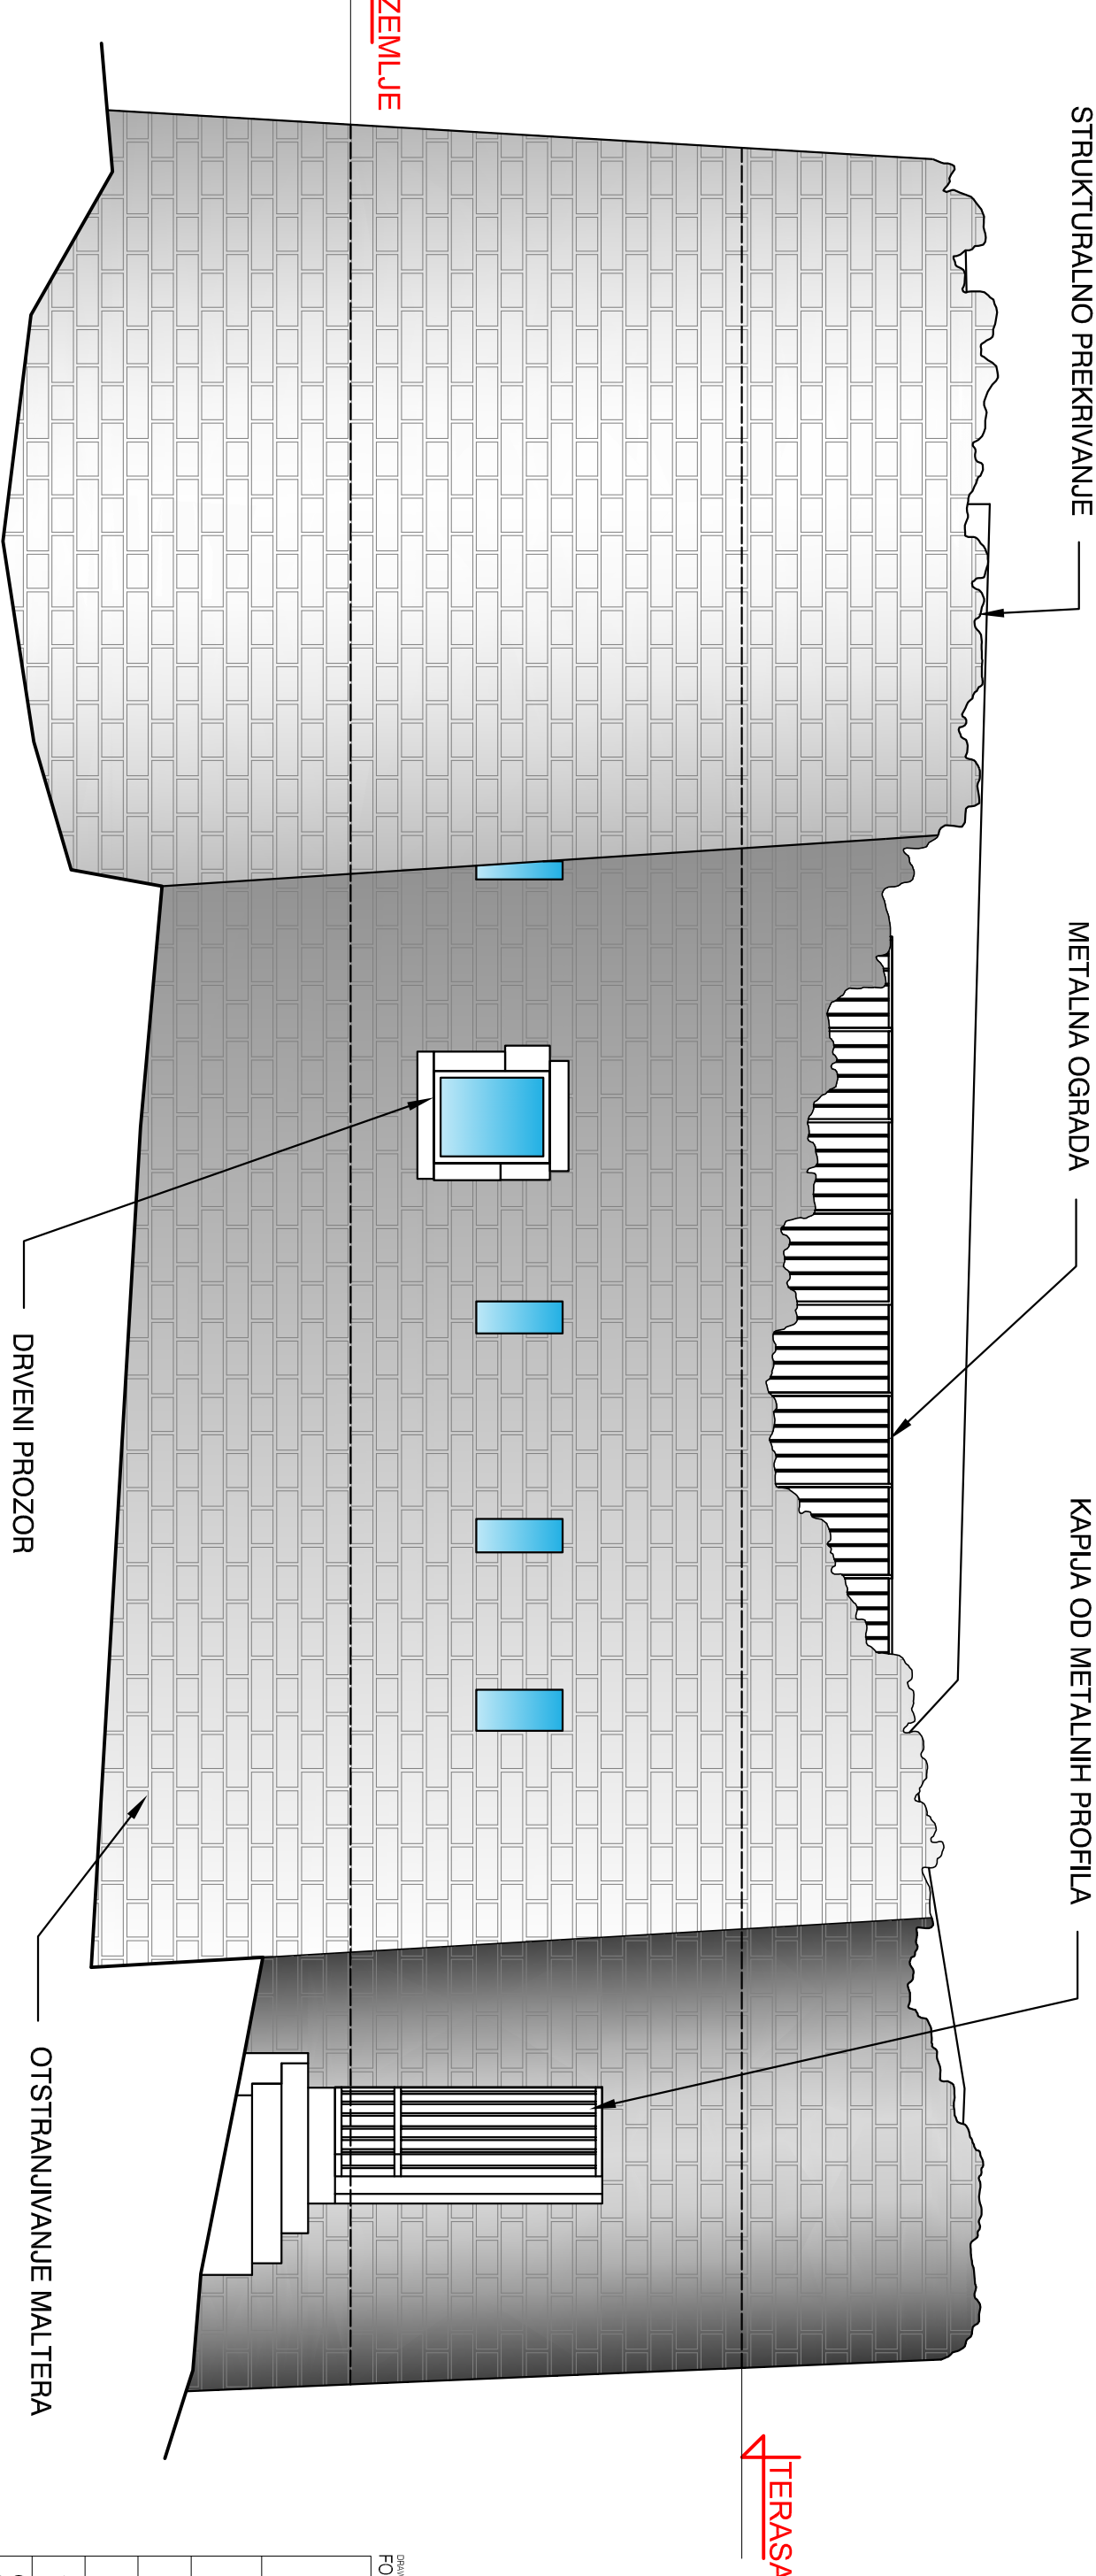 STRUKTURALNO PREKRIVANJE
METALNA OGRADA
KAPIJA OD METALNIH PROFILA
TERASA
ZEMLJE
DRVENI PROZOR
OTSTRANJIVANJE MALTERA